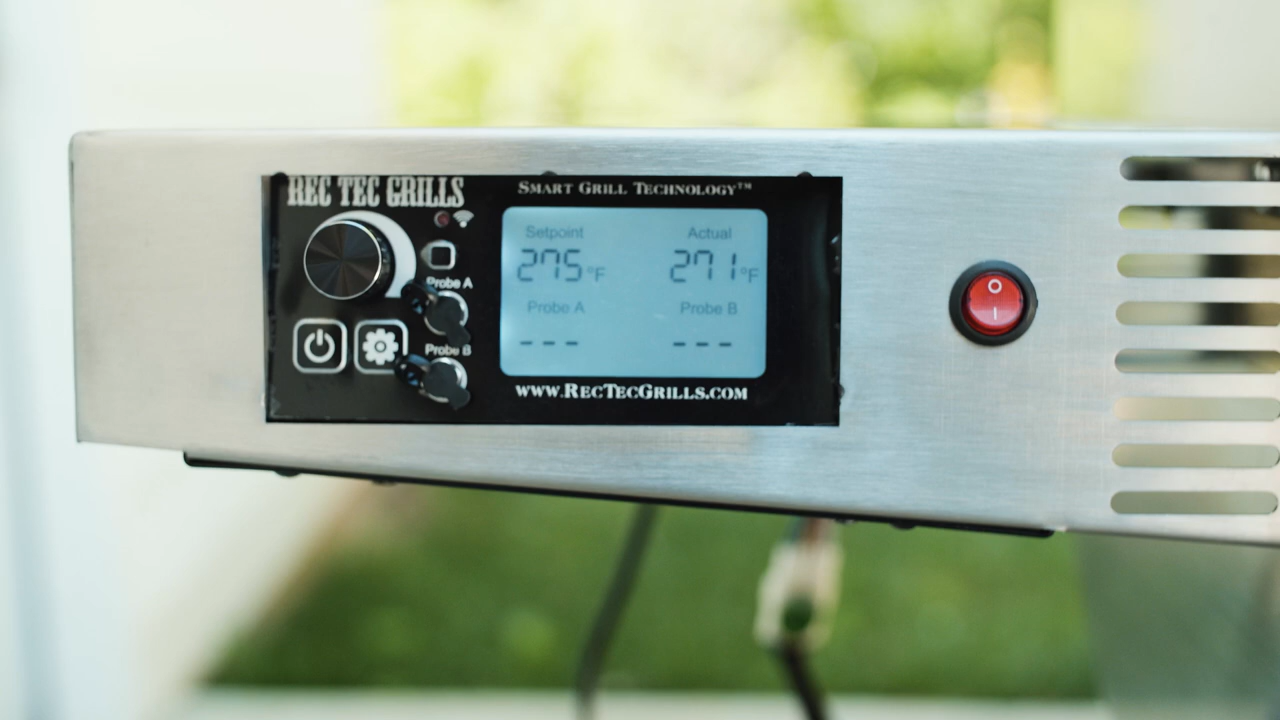 REC TEC GRILLS
SMART GRILL TECHNOLOGY™
Setpoint Actual
275°F 271°F
Probe A
Probe A Probe B
--- ---
Probe B
www.RecTecGrills.com
O
I